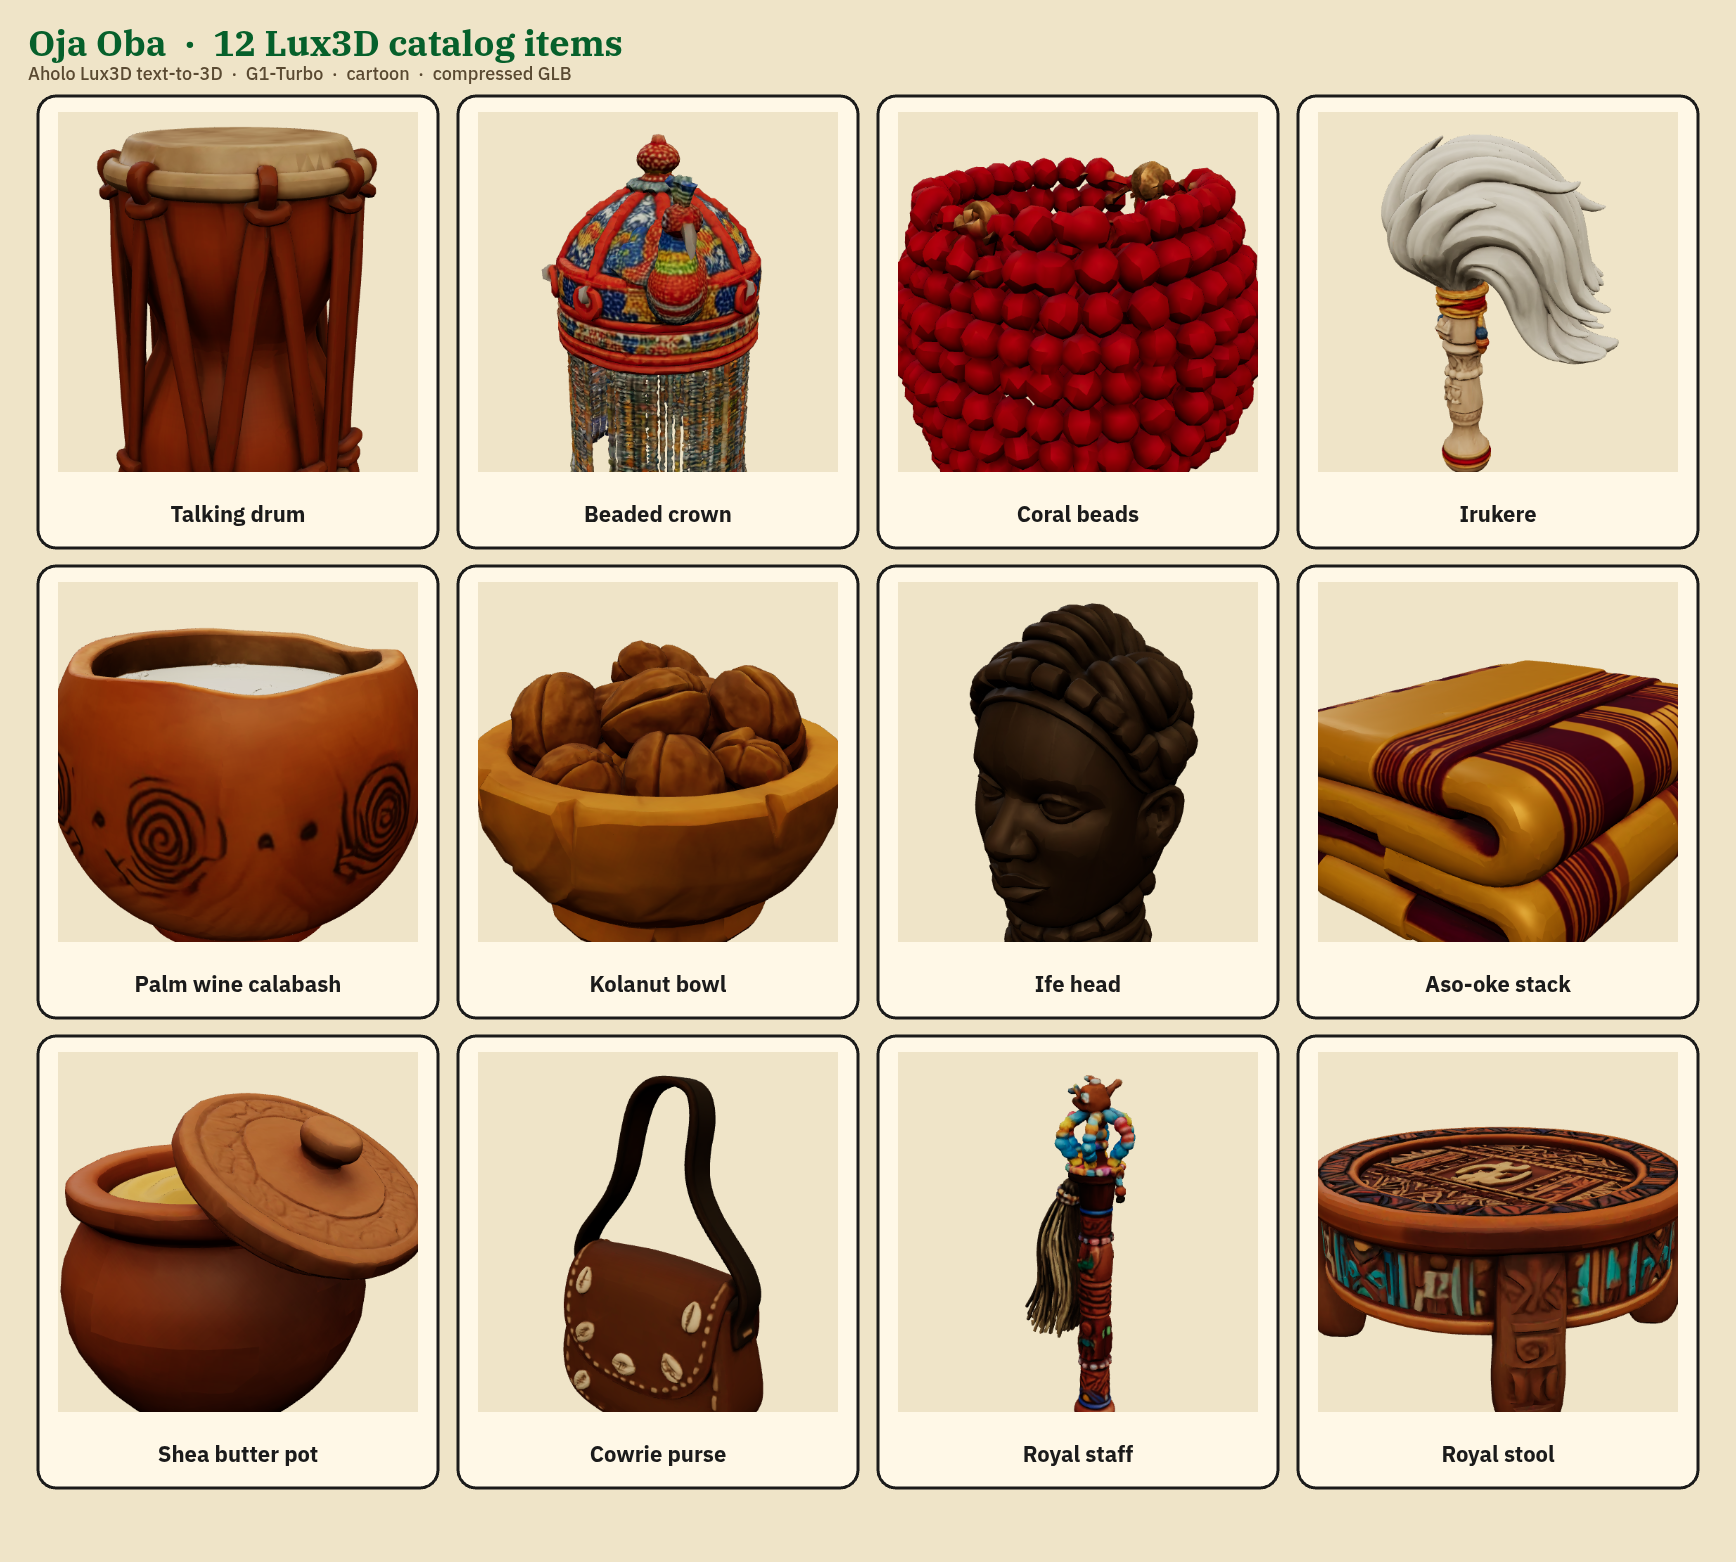 Oja Oba · 12 Lux3D catalog items
Aholo Lux3D text-to-3D · G1-Turbo · cartoon · compressed GLB
Talking drum
Beaded crown
Coral beads
Irukere
Palm wine calabash
Kolanut bowl
Ife head
Aso-oke stack
Shea butter pot
Cowrie purse
Royal staff
Royal stool